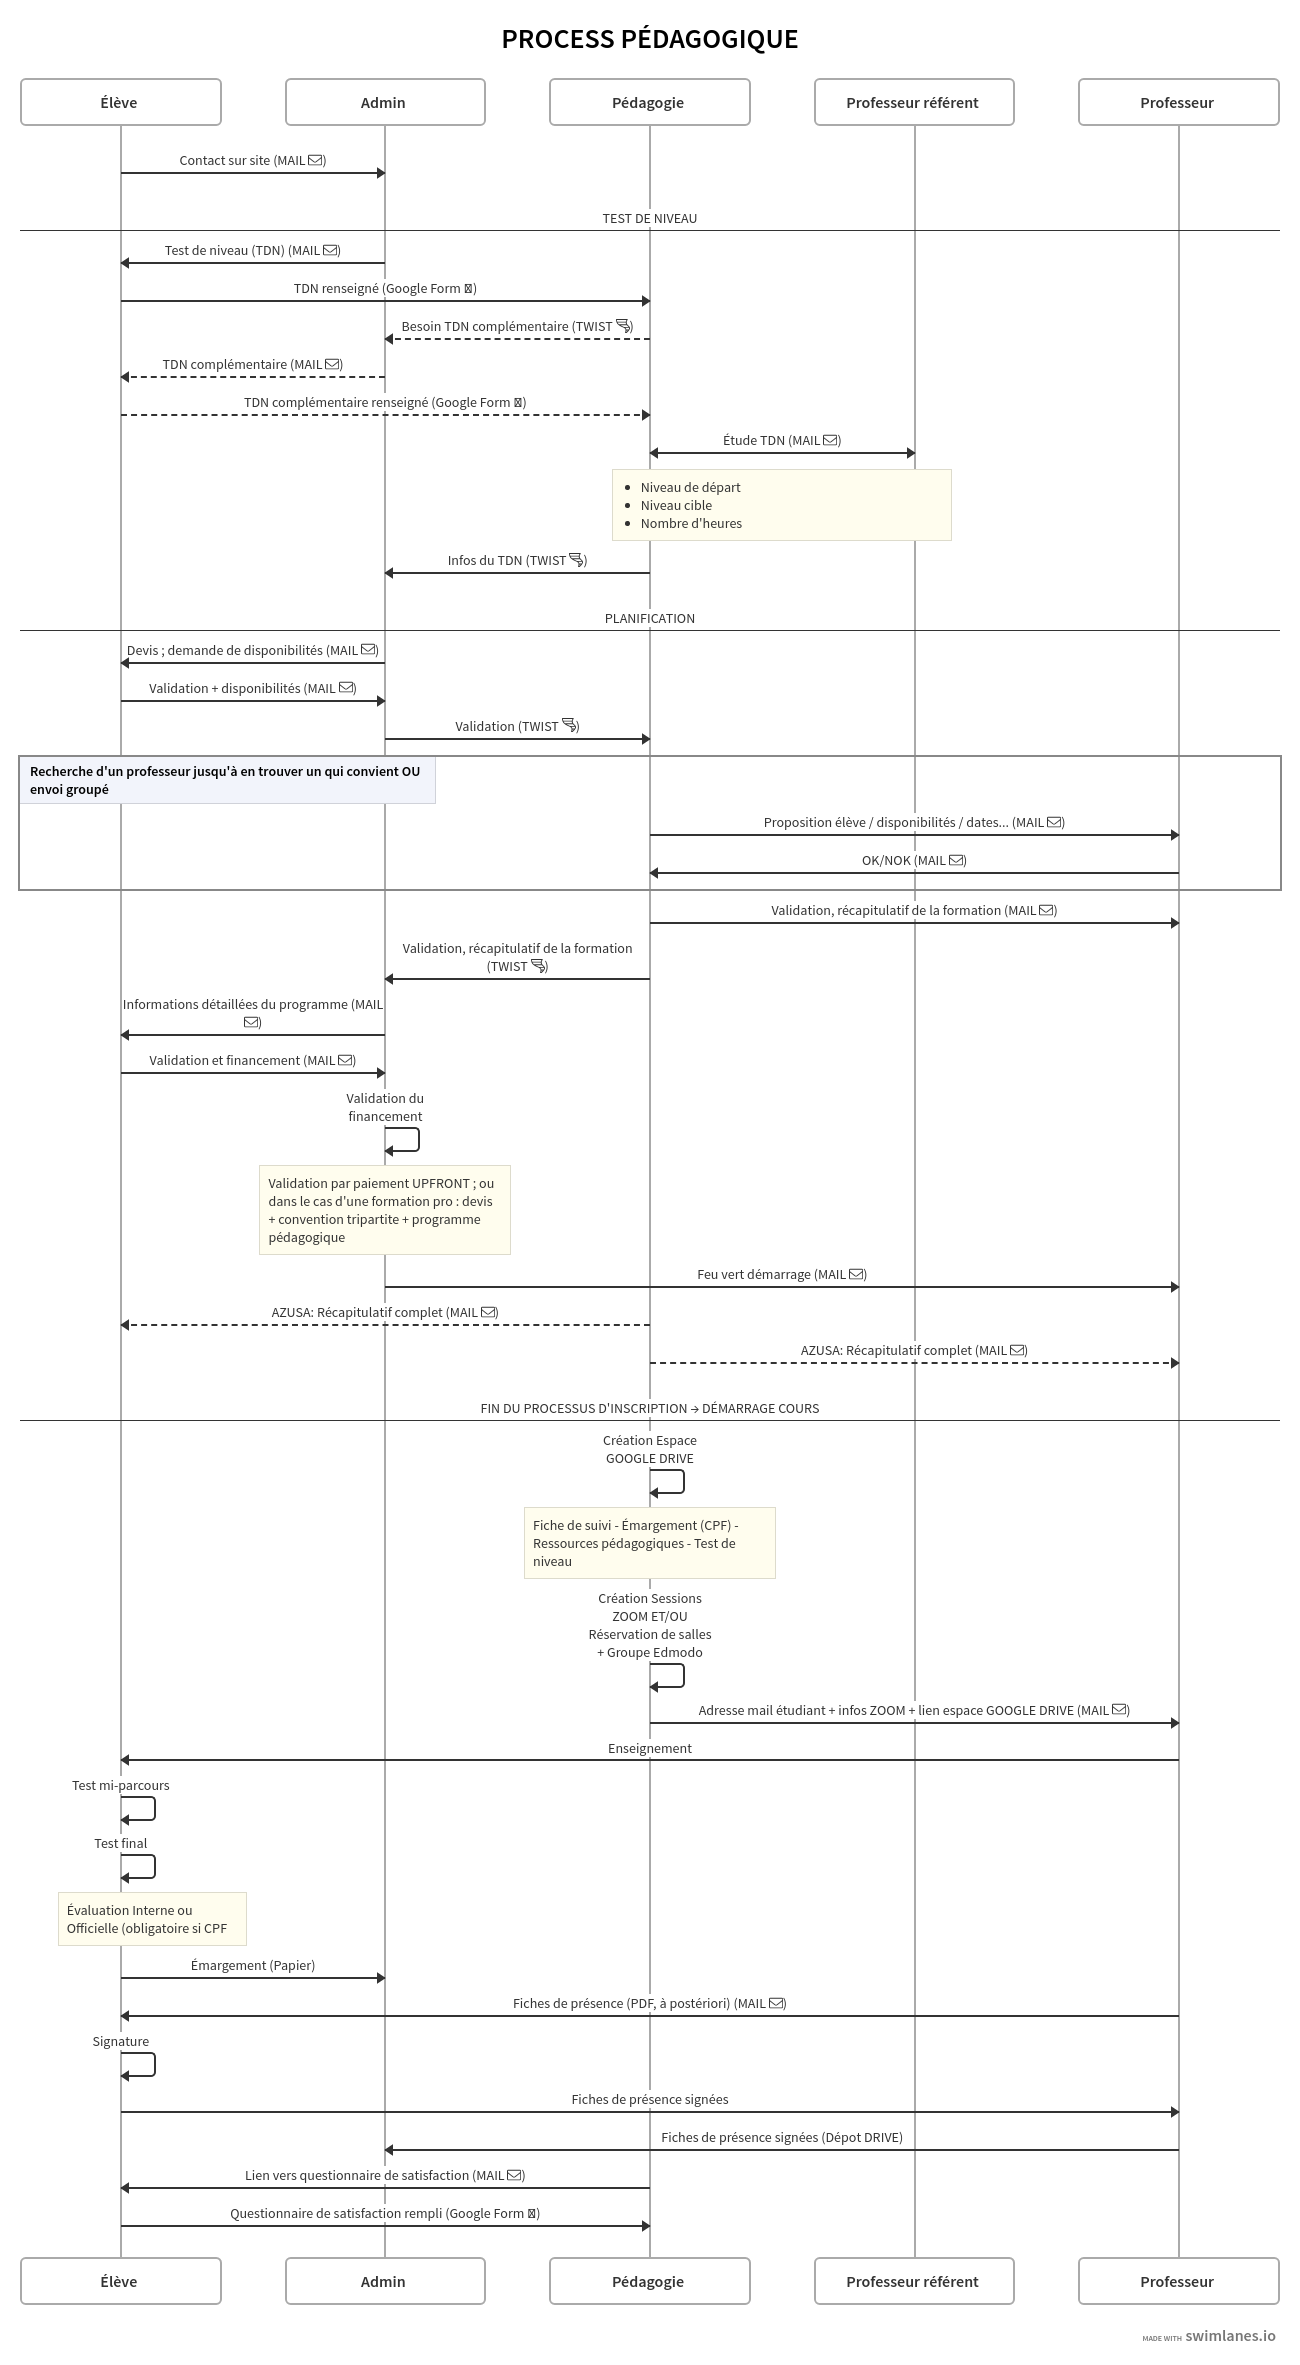 PROCESS PÉDAGOGIQUE
Élève
Admin
Pédagogie
Professeur référent
Professeur
Contact sur site (MAIL ✉)
TEST DE NIVEAU
Test de niveau (TDN) (MAIL ✉)
TDN renseigné (Google Form )
Besoin TDN complémentaire (TWIST 🌪)
TDN complémentaire (MAIL ✉)
TDN complémentaire renseigné (Google Form )
Étude TDN (MAIL ✉)
• Niveau de départ
• Niveau cible
• Nombre d'heures
Infos du TDN (TWIST 🌪)
PLANIFICATION
Devis ; demande de disponibilités (MAIL ✉)
Validation + disponibilités (MAIL ✉)
Validation (TWIST 🌪)
Recherche d'un professeur jusqu'à en trouver un qui convient OU
envoi groupé
Proposition élève / disponibilités / dates... (MAIL ✉)
OK/NOK (MAIL ✉)
Validation, récapitulatif de la formation (MAIL ✉)
Validation, récapitulatif de la formation
(TWIST 🌪)
Informations détaillées du programme (MAIL
✉)
Validation et financement (MAIL ✉)
Validation du
financement
Validation par paiement UPFRONT ; ou
dans le cas d'une formation pro : devis
+ convention tripartite + programme
pédagogique
Feu vert démarrage (MAIL ✉)
AZUSA: Récapitulatif complet (MAIL ✉)
AZUSA: Récapitulatif complet (MAIL ✉)
FIN DU PROCESSUS D'INSCRIPTION → DÉMARRAGE COURS
Création Espace
GOOGLE DRIVE
Fiche de suivi - Émargement (CPF) -
Ressources pédagogiques - Test de
niveau
Création Sessions
ZOOM ET/OU
Réservation de salles
+ Groupe Edmodo
Adresse mail étudiant + infos ZOOM + lien espace GOOGLE DRIVE (MAIL ✉)
Enseignement
Test mi-parcours
Test final
Évaluation Interne ou
Officielle (obligatoire si CPF
Émargement (Papier)
Fiches de présence (PDF, à postériori) (MAIL ✉)
Signature
Fiches de présence signées
Fiches de présence signées (Dépot DRIVE)
Lien vers questionnaire de satisfaction (MAIL ✉)
Questionnaire de satisfaction rempli (Google Form )
Élève
Admin
Pédagogie
Professeur référent
Professeur
MADE WITH swimlanes.io